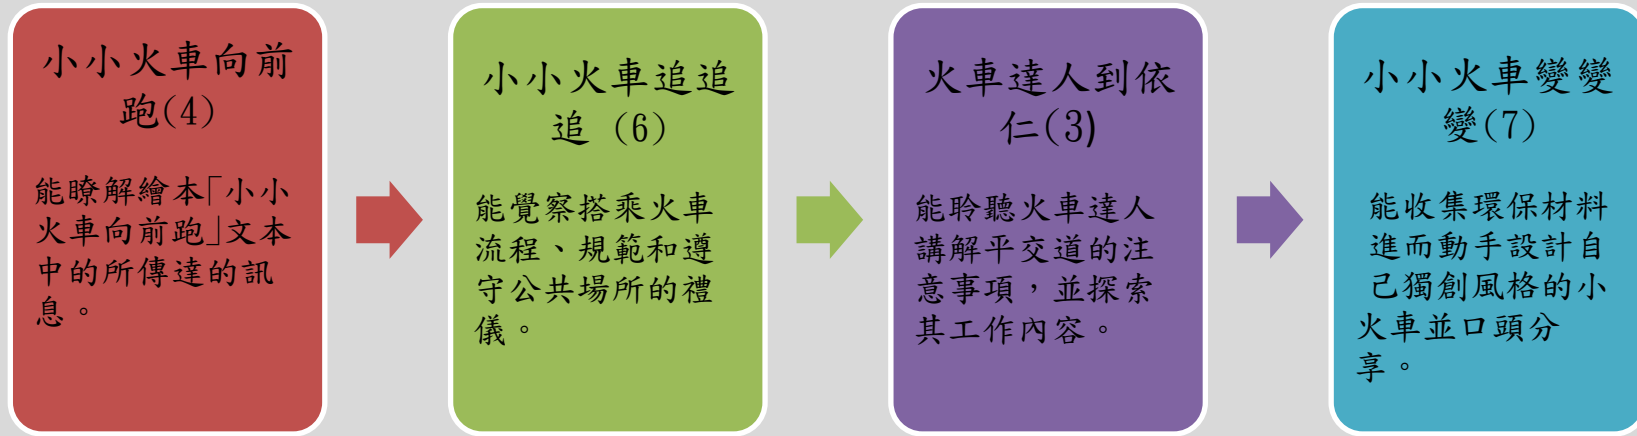 小小火車向前
跑(4)
能瞭解繪本「小小
火車向前跑」文本
中的所傳達的訊
息。
小小火車追追
追 (6)
能覺察搭乘火車
流程、規範和遵
守公共場所的禮
儀。
火車達人到依
仁(3)
能聆聽火車達人
講解平交道的注
意事項，並探索
其工作內容。
小小火車變變
變(7)
能收集環保材料
進而動手設計自
己獨創風格的小
火車並口頭分
享。